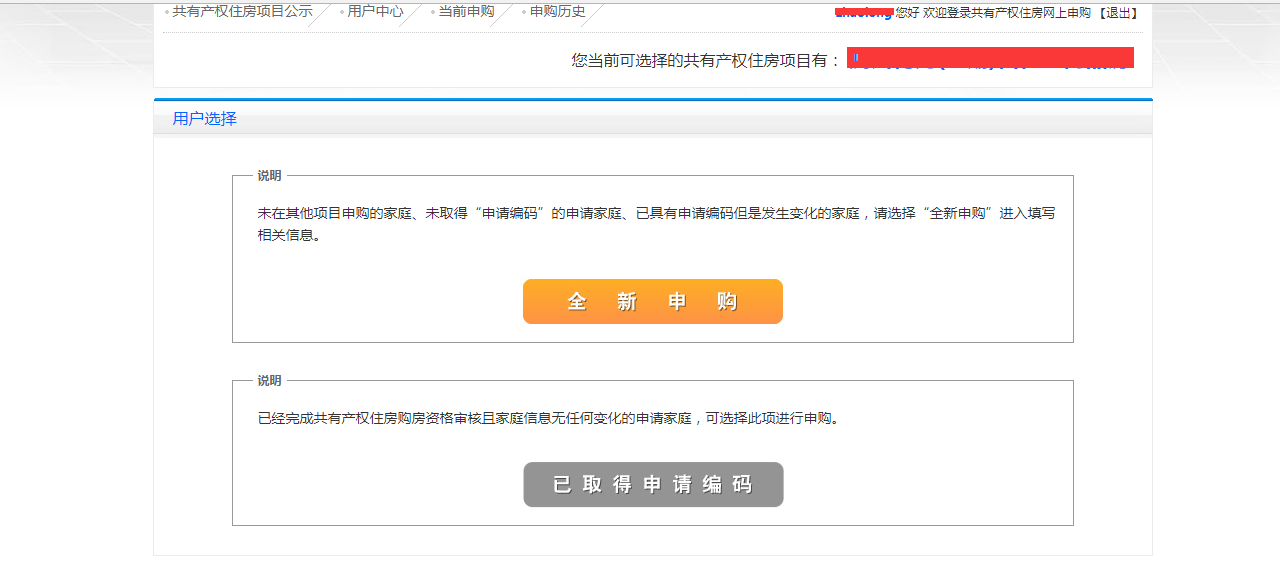 共有产权住房项目公示 用户中心 当前申购 申购历史
您好 欢迎登录共有产权住房网上申购 【退出】
您当前可选择的共有产权住房项目有：
用户选择
说明
未在其他项目申购的家庭、未取得“申请编码”的申请家庭、已具有申请编码但是发生变化的家庭，请选择“全新申购”进入填写
相关信息。
全新申购
说明
已经完成共有产权住房购房资格审核且家庭信息无任何变化的申请家庭，可选择此项进行申购。
已取得申请编码